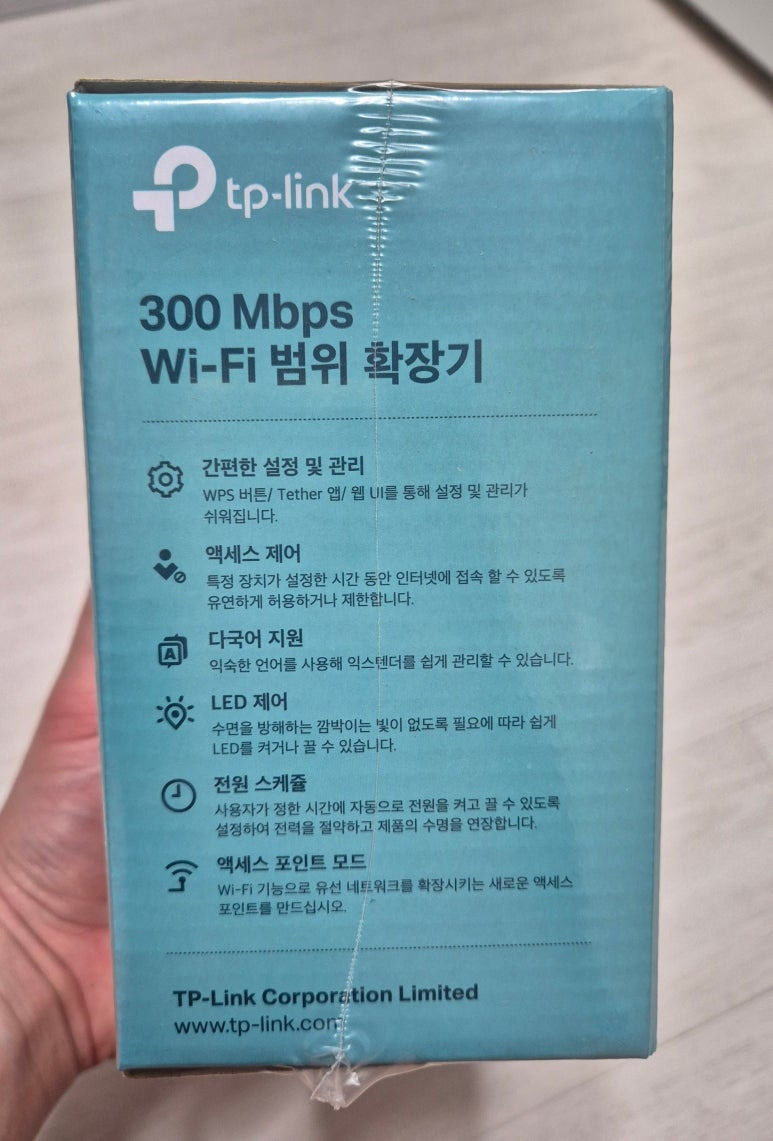 tp-link
300 Mbps
Wi-Fi 범위 확장기
간편한 설정 및 관리
WPS 버튼/ Tether 앱/ 웹 UI를 통해 설정 및 관리가
쉬워집니다.
액세스 제어
특정 장치가 설정한 시간 동안 인터넷에 접속 할 수 있도록
유연하게 허용하거나 제한합니다.
A
다국어 지원
익숙한 언어를 사용해 익스텐더를 쉽게 관리할 수 있습니다.
LED 제어
수면을 방해하는 깜박이는 빛이 없도록 필요에 따라 쉽게
LED를 켜거나 끌 수 있습니다.
전원 스케쥴
사용자가 정한 시간에 자동으로 전원을 켜고 끌 수 있도록
설정하여 전력을 절약하고 제품의 수명을 연장합니다.
액세스 포인트 모드
Wi-Fi 기능으로 유선 네트워크를 확장시키는 새로운 액세스
포인트를 만드십시오.
TP-Link Corporation Limited
www.tp-link.com